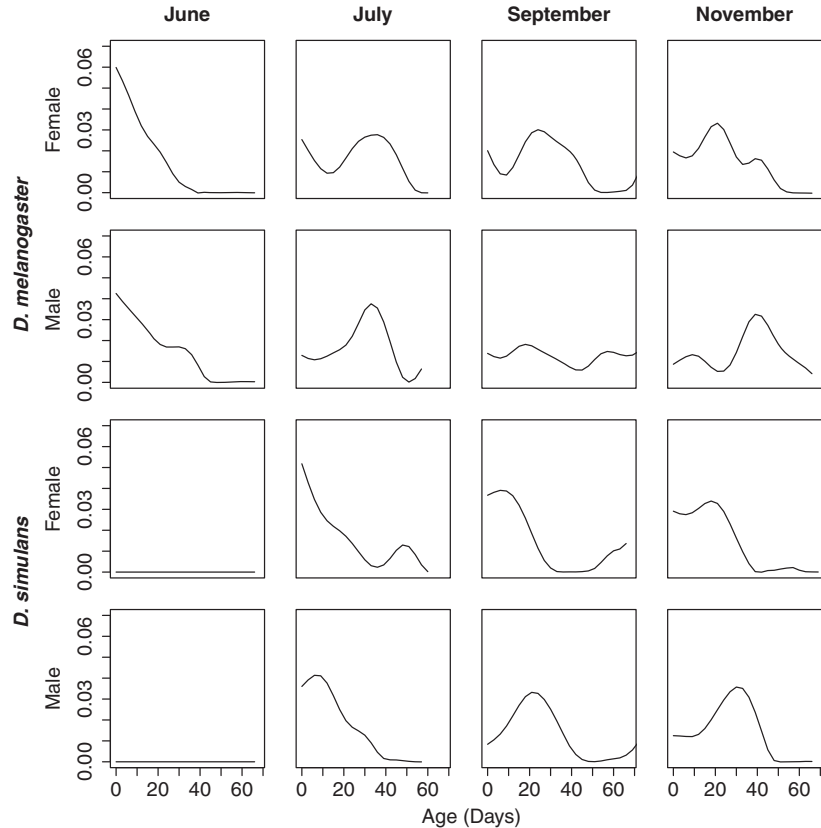 June July September November
D. melanogaster
Female
0.00 0.03 0.06
Male
0.00 0.03 0.06
D. simulans
Female
0.00 0.03 0.06
Male
0.00 0.03 0.06
0 20 40 60 0 20 40 60 0 20 40 60 0 20 40 60
Age (Days)